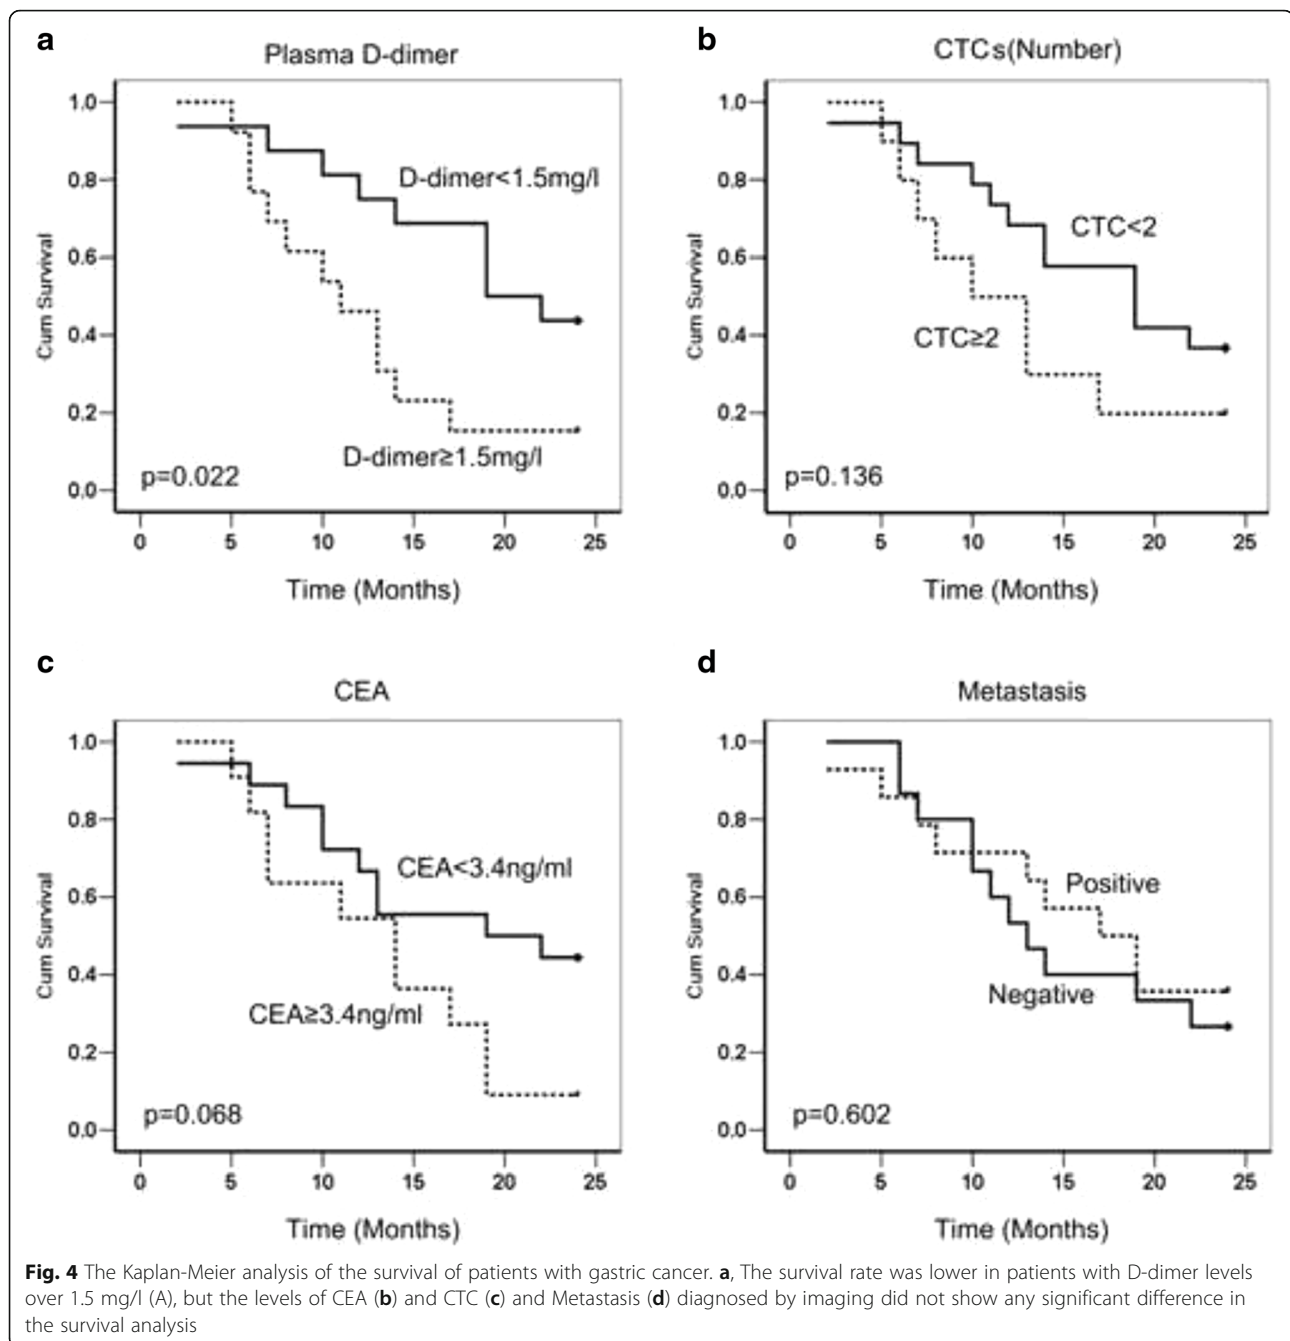 a
Plasma D-dimer
1.0
0.8
0.6
0.4
0.2
0.0
Cum Survival
D-dimer<1.5mg/l
D-dimer≥1.5mg/l
p=0.022
0 5 10 15 20 25
Time (Months)
b
CTCs(Number)
1.0
0.8
0.6
0.4
0.2
0.0
Cum Survival
CTC<2
CTC≥2
p=0.136
0 5 10 15 20 25
Time (Months)
c
CEA
1.0
0.8
0.6
0.4
0.2
0.0
Cum Survival
CEA<3.4ng/ml
CEA≥3.4ng/ml
p=0.068
0 5 10 15 20 25
Time (Months)
d
Metastasis
1.0
0.8
0.6
0.4
0.2
0.0
Cum Survival
Positive
Negative
p=0.602
0 5 10 15 20 25
Time (Months)
Fig. 4 The Kaplan-Meier analysis of the survival of patients with gastric cancer. a, The survival rate was lower in patients with D-dimer levels
over 1.5 mg/l (A), but the levels of CEA (b) and CTC (c) and Metastasis (d) diagnosed by imaging did not show any significant difference in
the survival analysis